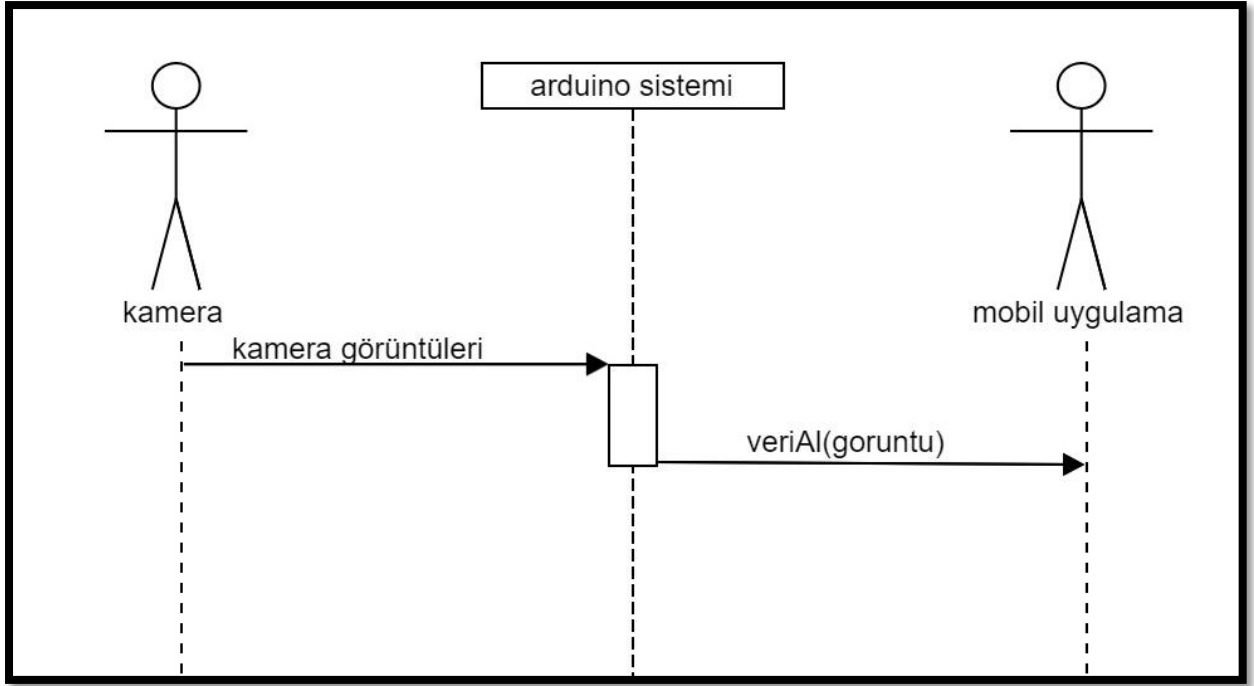 arduino sistemi
kamera
mobil uygulama
kamera görüntüleri
veriAl(goruntu)